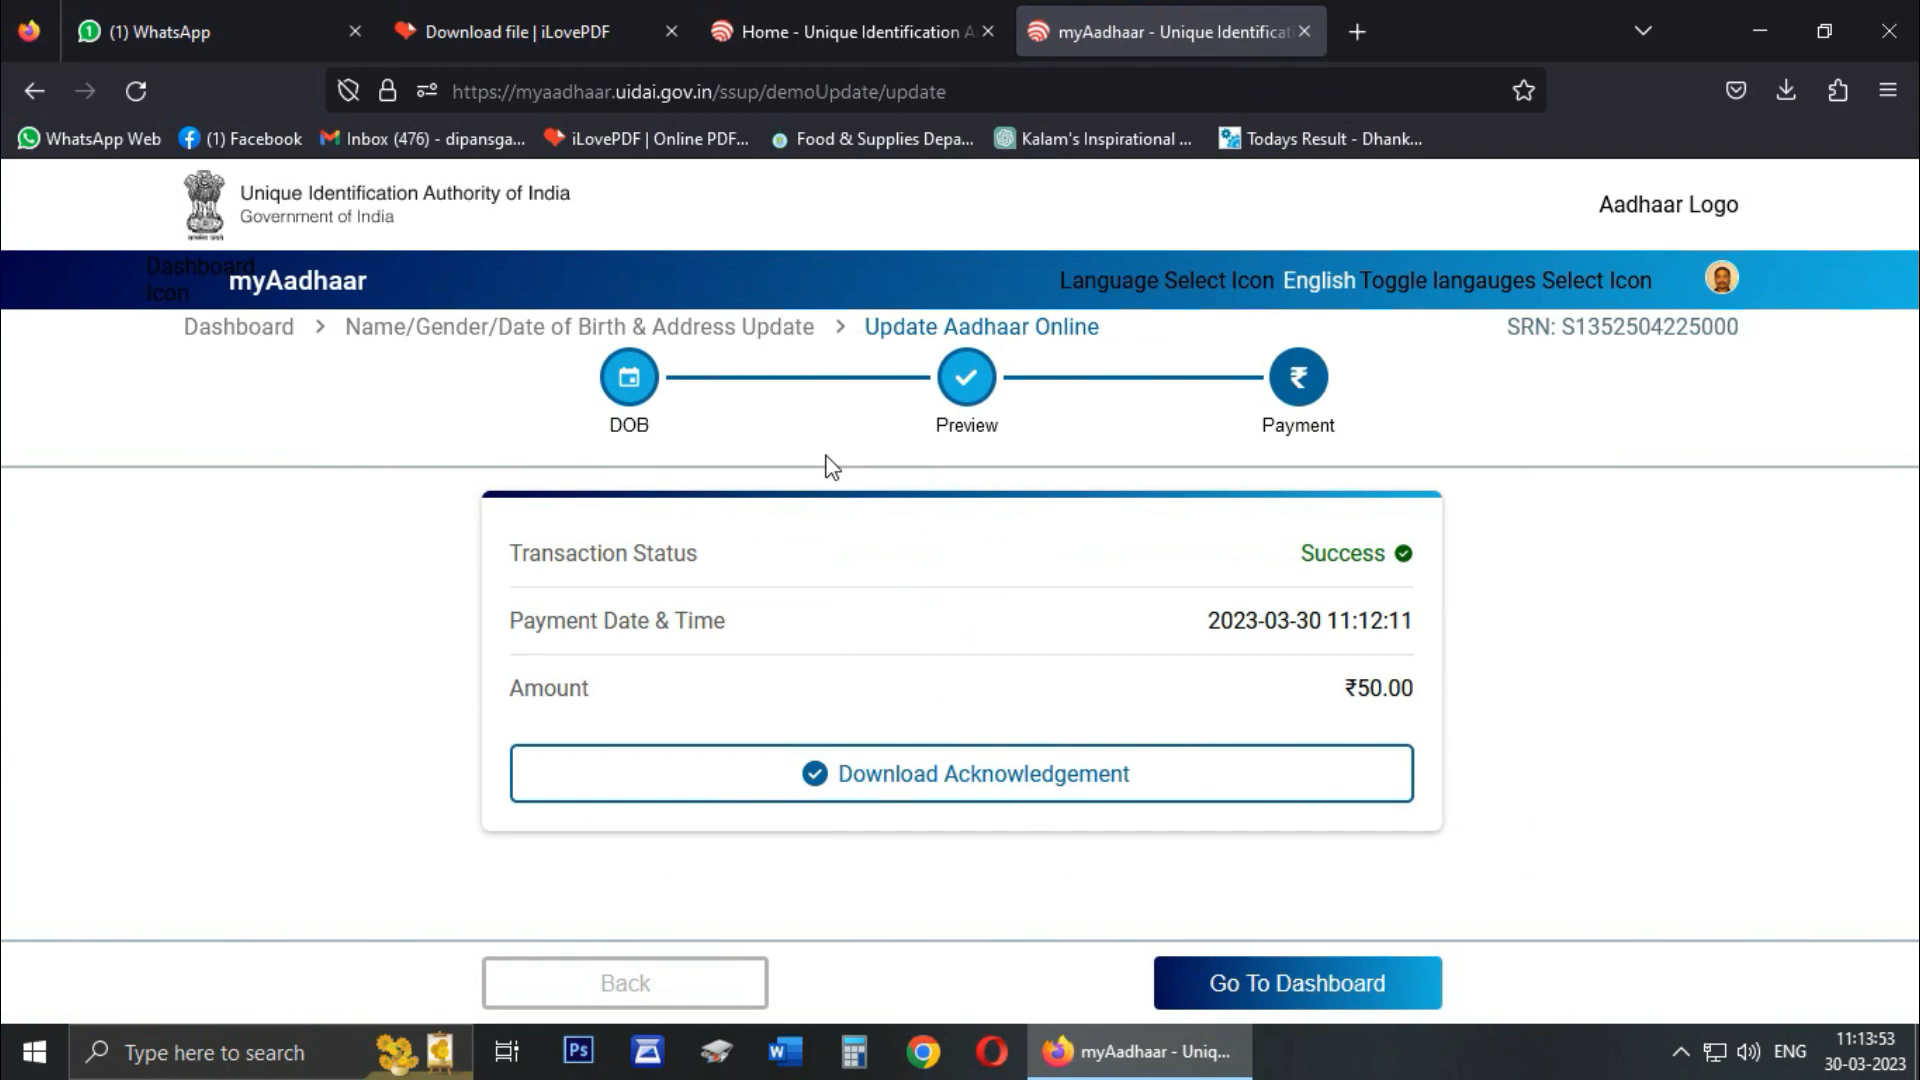 (1) WhatsApp
Download file | iLovePDF
Home - Unique Identification A
myAadhaar - Unique Identificat
https://myaadhaar.uidai.gov.in/ssup/demoUpdate/update
WhatsApp Web
(1) Facebook
Inbox (476) - dipansga...
iLovePDF | Online PDF...
Food & Supplies Depa...
Kalam's Inspirational ...
Todays Result - Dhank...
Unique Identification Authority of India
Government of India
Aadhaar Logo
Dashboard Icon
myAadhaar
Language Select Icon English Toggle langauges Select Icon
Dashboard > Name/Gender/Date of Birth & Address Update > Update Aadhaar Online
SRN: S1352504225000
DOB
Preview
Payment
Transaction Status Success
Payment Date & Time 2023-03-30 11:12:11
Amount ₹50.00
Download Acknowledgement
Back
Go To Dashboard
Type here to search
Ps
myAadhaar - Uniq...
ENG
11:13:53
30-03-2023